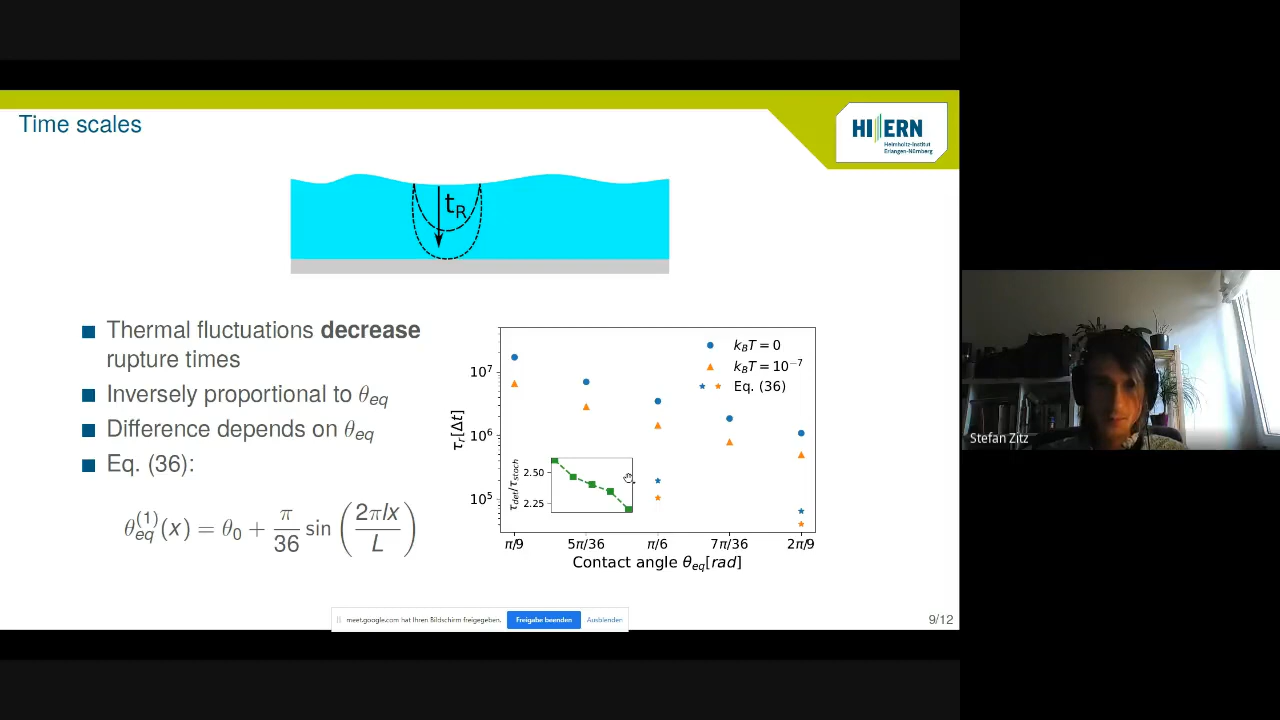 Time scales
HI ERN
Helmholtz-Institut
Erlangen-Nürnberg
t_R
Thermal fluctuations decrease
rupture times
Inversely proportional to θ_eq
Difference depends on θ_eq
Eq. (36):
θ_eq^(1)(x) = θ_0 + π/36 sin (2πlx/L)
k_BT = 0
k_BT = 10^−7
Eq. (36)
10^7
10^6
10^5
τ_r[Δt]
2.50
2.25
τ_det/τ_stoch
π/9 5π/36 π/6 7π/36 2π/9
Contact angle θ_eq[rad]
meet.google.com hat Ihren Bildschirm freigegeben. Freigabe beenden Ausblenden
9/12
Stefan Zitz